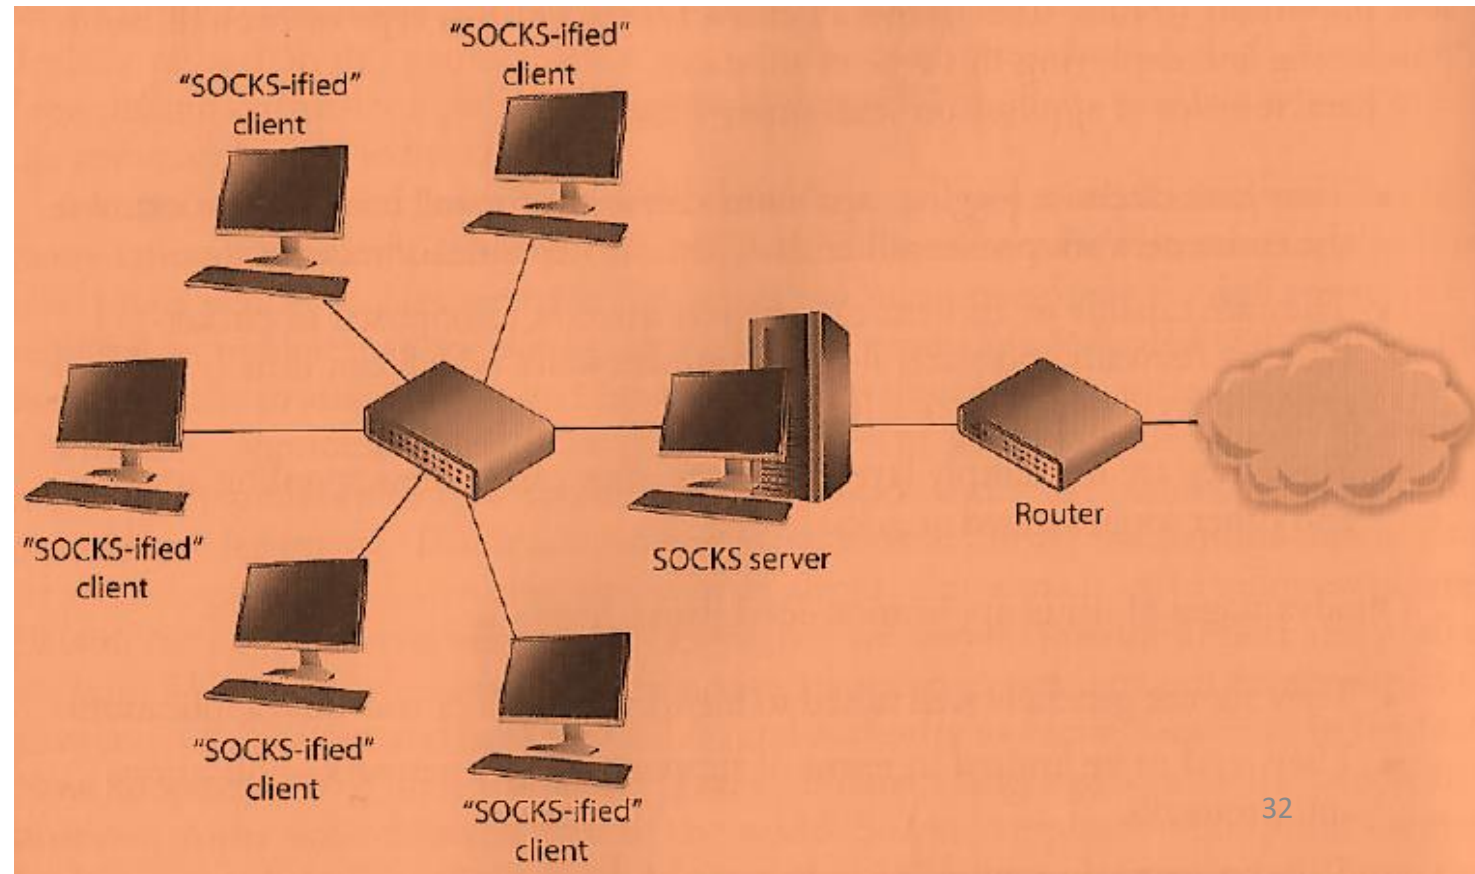 "SOCKS-ified"
client
"SOCKS-ified"
client
"SOCKS-ified"
client
SOCKS server
Router
"SOCKS-ified"
client
"SOCKS-ified"
client
32